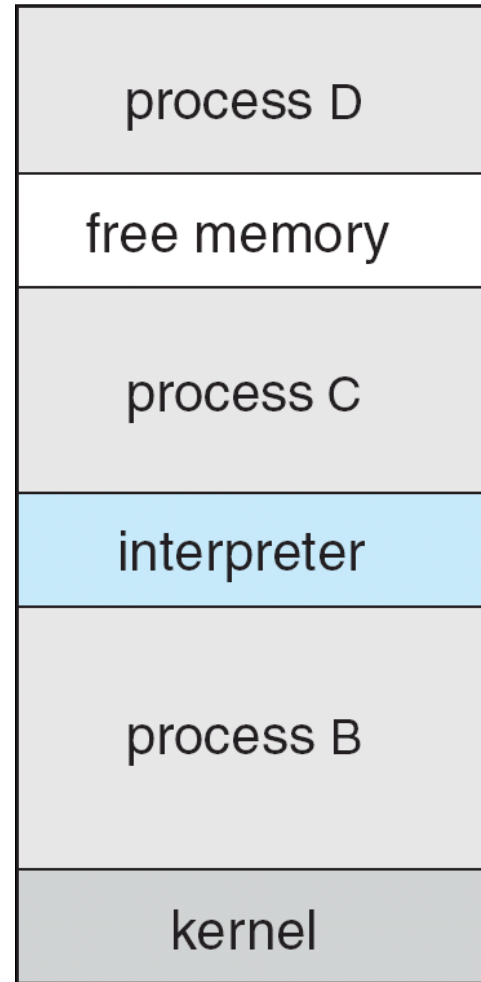 process D
free memory
process C
interpreter
process B
kernel